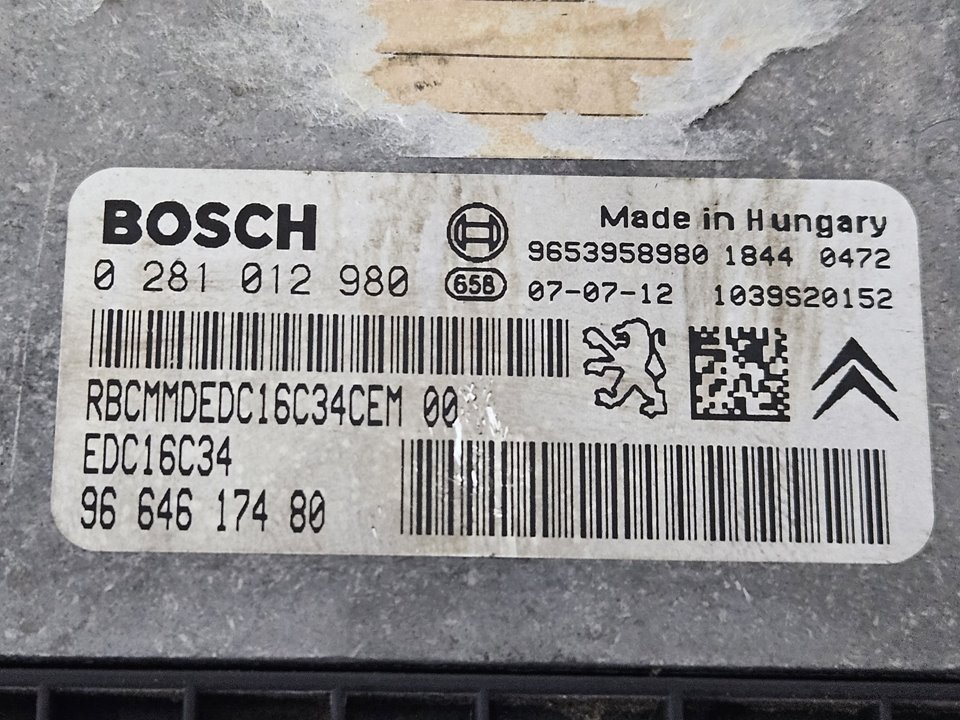 BOSCH
0 281 012 980
658
Made in Hungary
9653958980 1844 0472
07-07-12 1039S20152
RBCMMDEDC16C34CEM 00
EDC16C34
96 646 174 80